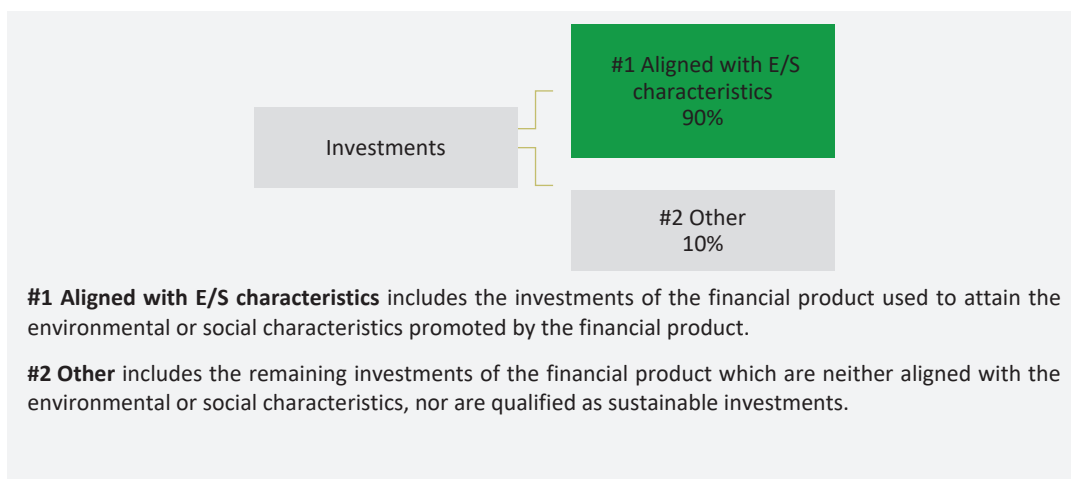 #1 Aligned with E/S
characteristics
90%
Investments
#2 Other
10%
#1 Aligned with E/S characteristics includes the investments of the financial product used to attain the
environmental or social characteristics promoted by the financial product.
#2 Other includes the remaining investments of the financial product which are neither aligned with the
environmental or social characteristics, nor are qualified as sustainable investments.